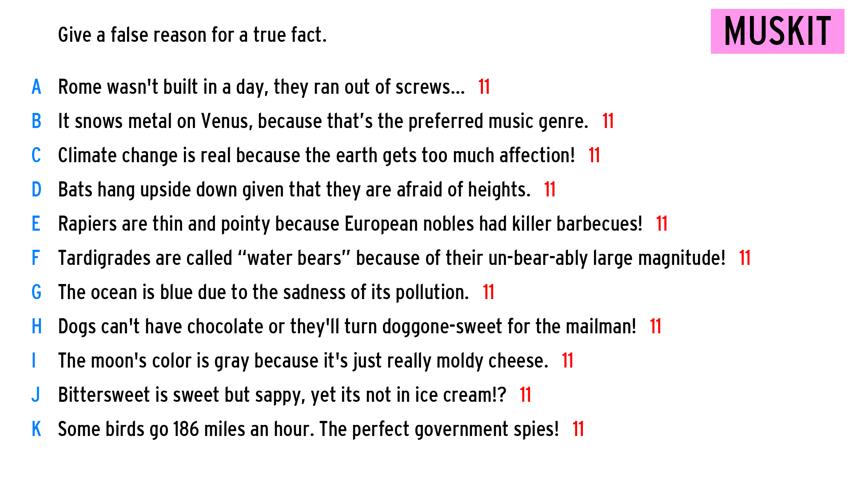 Give a false reason for a true fact.
MUSKIT
A Rome wasn't built in a day, they ran out of screws... 11
B It snows metal on Venus, because that’s the preferred music genre. 11
C Climate change is real because the earth gets too much affection! 11
D Bats hang upside down given that they are afraid of heights. 11
E Rapiers are thin and pointy because European nobles had killer barbecues! 11
F Tardigrades are called “water bears” because of their un-bear-ably large magnitude! 11
G The ocean is blue due to the sadness of its pollution. 11
H Dogs can't have chocolate or they'll turn doggone-sweet for the mailman! 11
I The moon's color is gray because it's just really moldy cheese. 11
J Bittersweet is sweet but sappy, yet its not in ice cream!? 11
K Some birds go 186 miles an hour. The perfect government spies! 11